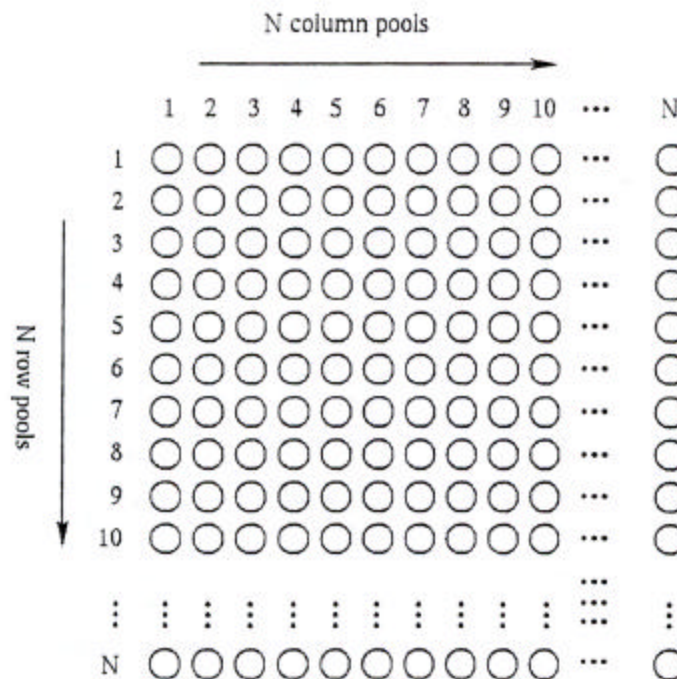 N column pools
1 2 3 4 5 6 7 8 9 10 ... N
1 ...
2 ...
3 ...
4 ...
5 ...
6 ...
7 ...
8 ...
9 ...
10 ...
N ...
N row pools